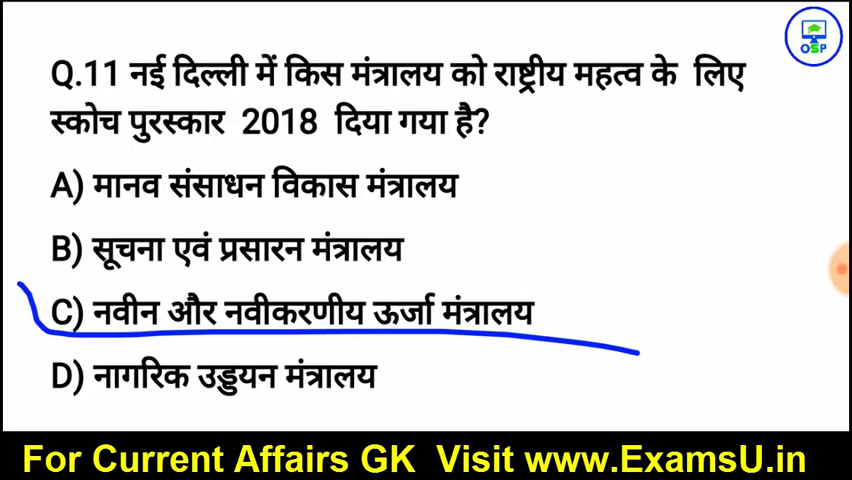 OSP
Q.11 नई दिल्ली में किस मंत्रालय को राष्ट्रीय महत्व के लिए
स्कोच पुरस्कार 2018 दिया गया है?
A) मानव संसाधन विकास मंत्रालय
B) सूचना एवं प्रसारन मंत्रालय
C) नवीन और नवीकरणीय ऊर्जा मंत्रालय
D) नागरिक उड्डयन मंत्रालय
For Current Affairs GK Visit www.ExamsU.in